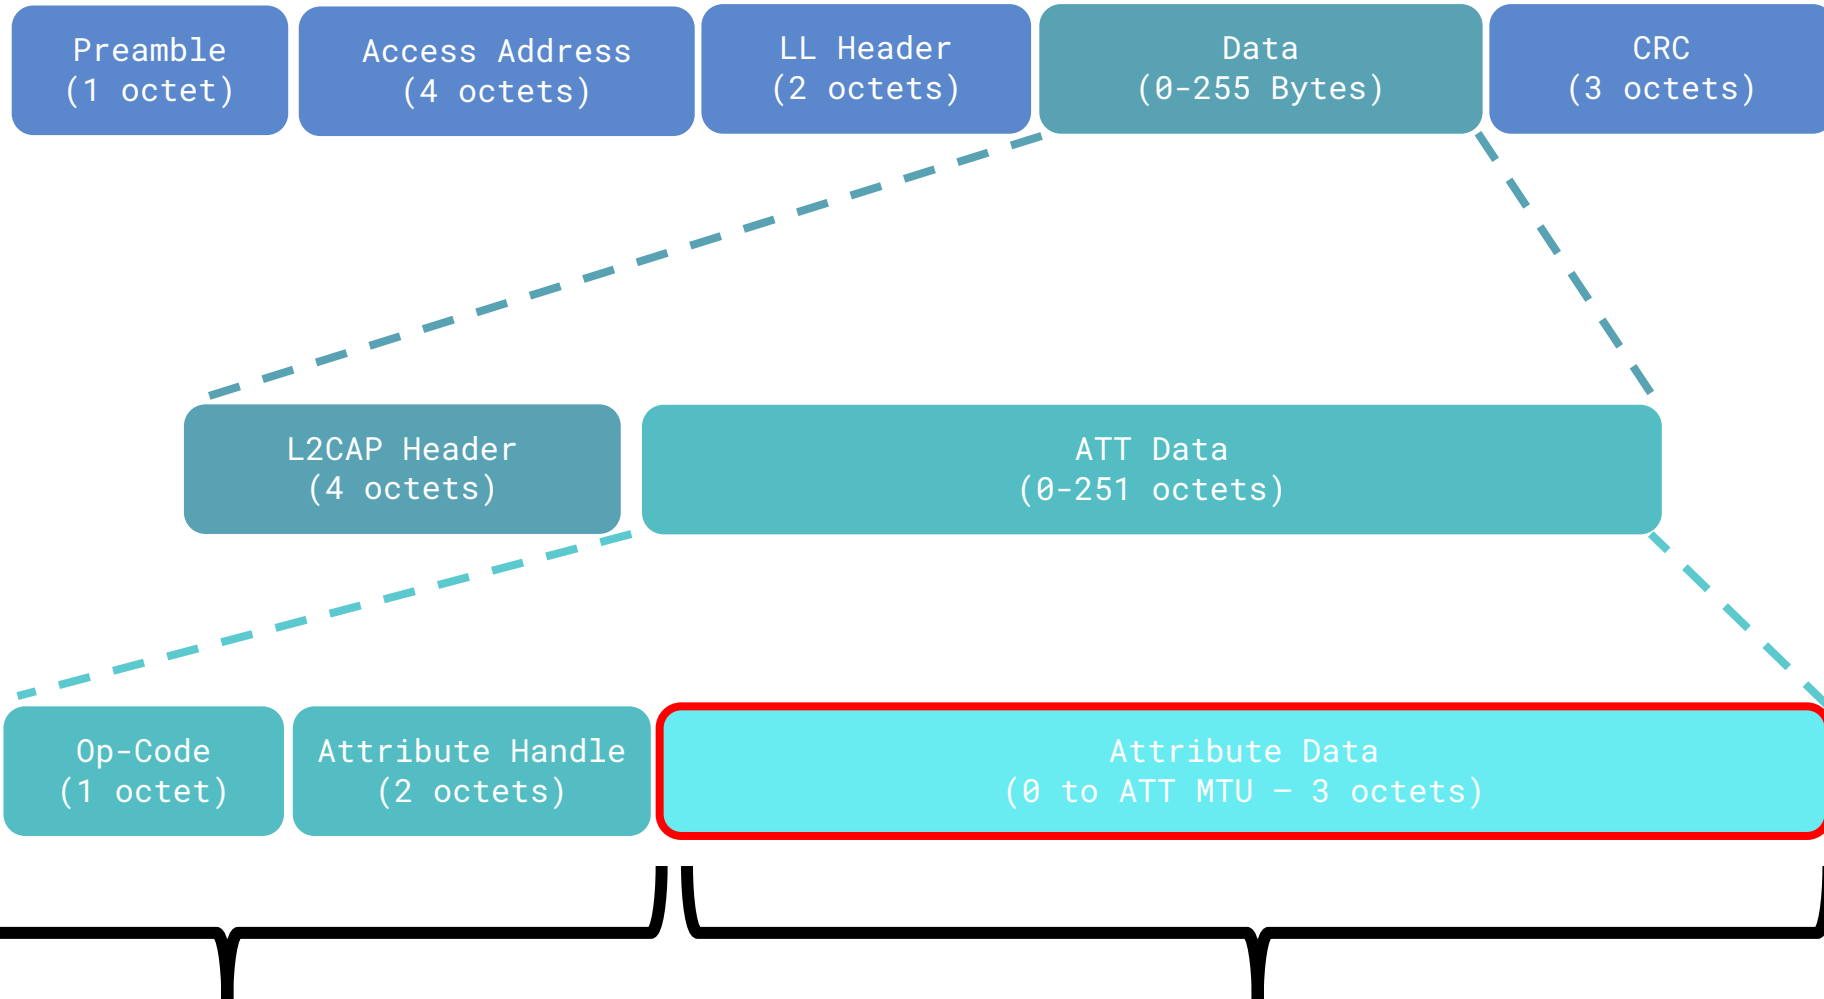 Preamble
(1 octet)
Access Address
(4 octets)
LL Header
(2 octets)
Data
(0-255 Bytes)
CRC
(3 octets)
L2CAP Header
(4 octets)
ATT Data
(0-251 octets)
Op-Code
(1 octet)
Attribute Handle
(2 octets)
Attribute Data
(0 to ATT MTU – 3 octets)